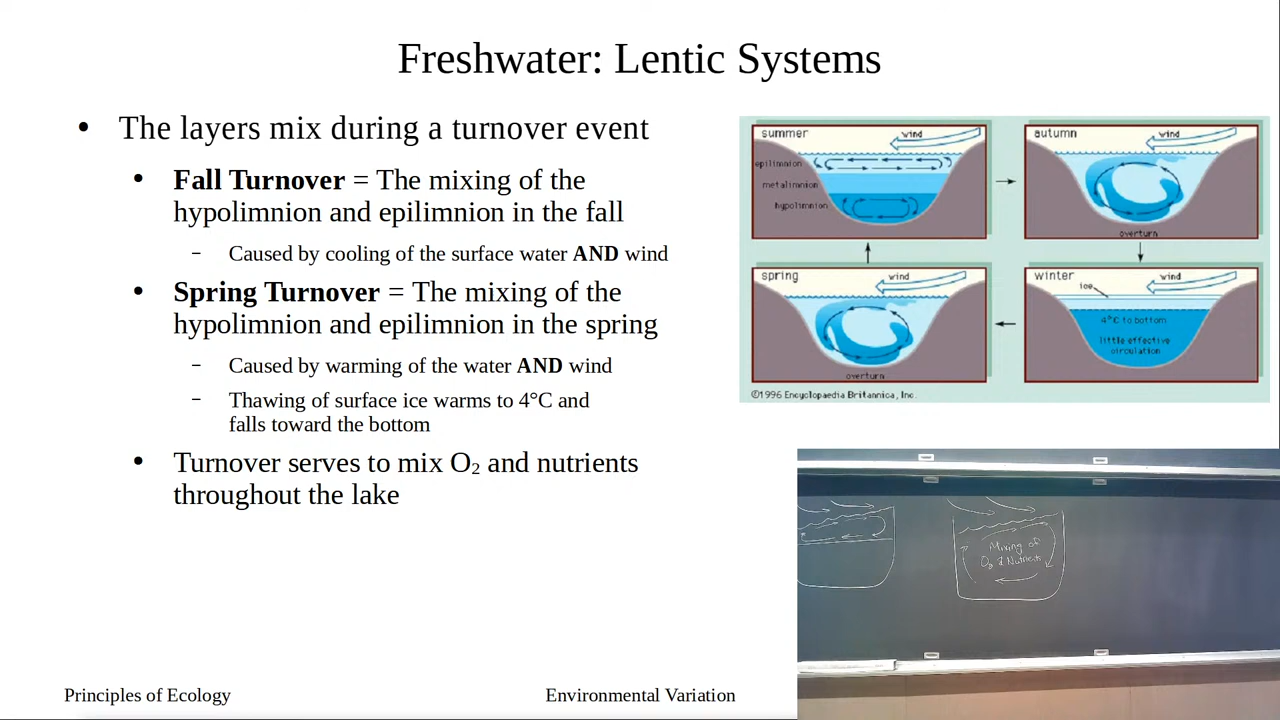 Freshwater: Lentic Systems
• The layers mix during a turnover event
• Fall Turnover = The mixing of the
hypolimnion and epilimnion in the fall
– Caused by cooling of the surface water AND wind
• Spring Turnover = The mixing of the
hypolimnion and epilimnion in the spring
– Caused by warming of the water AND wind
– Thawing of surface ice warms to 4°C and
falls toward the bottom
• Turnover serves to mix O₂ and nutrients
throughout the lake
summer
wind
epilimnion
metalimnion
hypolimnion
autumn
wind
overturn
spring
wind
overturn
winter
wind
ice
4°C to bottom
little effective
circulation
©1996 Encyclopaedia Britannica, Inc.
Mixing of
O₂ & Nutrients
Principles of Ecology
Environmental Variation